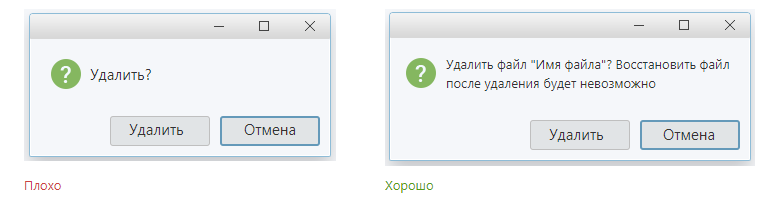 Удалить?
Удалить
Отмена
Плохо
Удалить файл "Имя файла"? Восстановить файл
после удаления будет невозможно
Удалить
Отмена
Хорошо